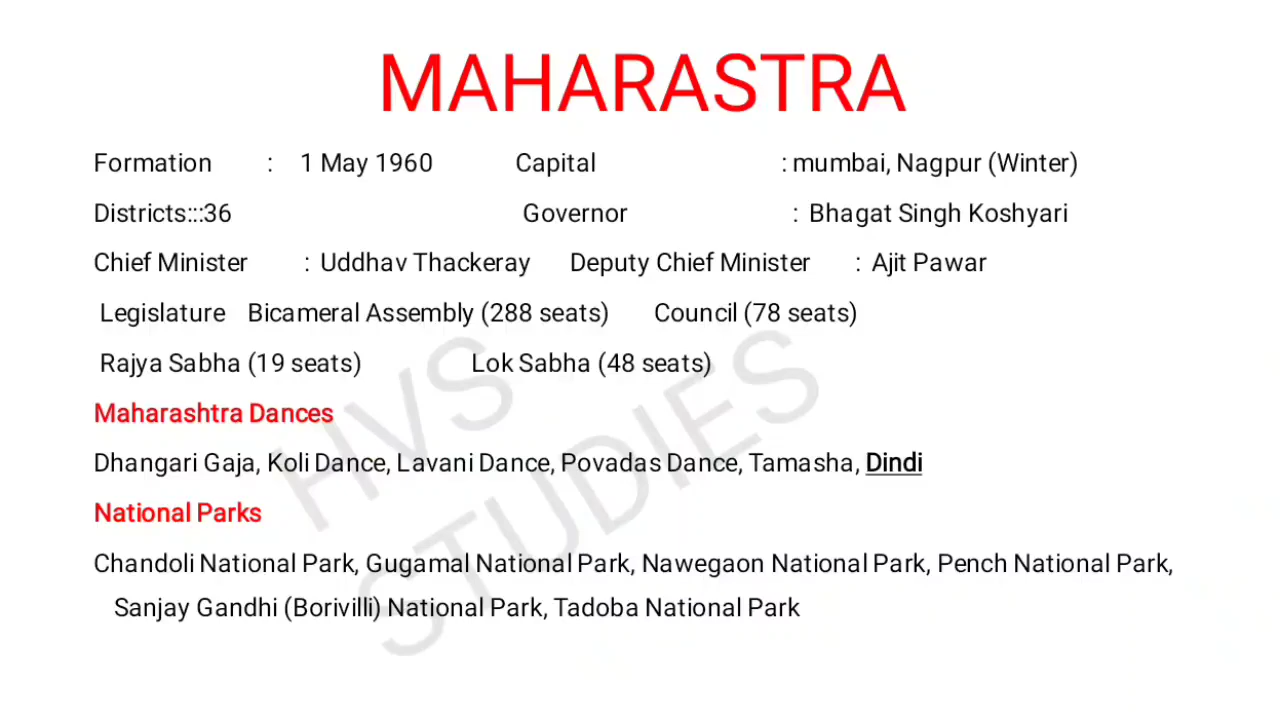 MAHARASTRA
Formation : 1 May 1960 Capital : mumbai, Nagpur (Winter)
Districts:::36 Governor : Bhagat Singh Koshyari
Chief Minister : Uddhav Thackeray Deputy Chief Minister : Ajit Pawar
Legislature Bicameral Assembly (288 seats) Council (78 seats)
Rajya Sabha (19 seats) Lok Sabha (48 seats)
Maharashtra Dances
Dhangari Gaja, Koli Dance, Lavani Dance, Povadas Dance, Tamasha, Dindi
National Parks
Chandoli National Park, Gugamal National Park, Nawegaon National Park, Pench National Park,
Sanjay Gandhi (Borivilli) National Park, Tadoba National Park
HVS
STUDIES